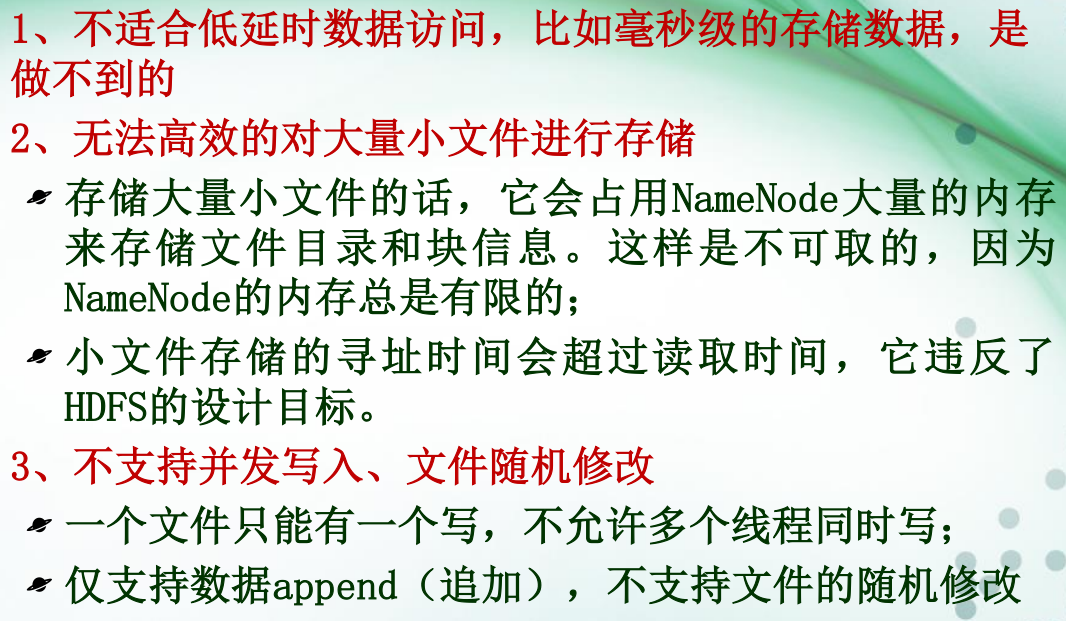 1、不适合低延时数据访问，比如毫秒级的存储数据，是
做不到的
2、无法高效的对大量小文件进行存储
存储大量小文件的话，它会占用NameNode大量的内存
来存储文件目录和块信息。这样是不可取的，因为
NameNode的内存总是有限的；
小文件存储的寻址时间会超过读取时间，它违反了
HDFS的设计目标。
3、不支持并发写入、文件随机修改
一个文件只能有一个写，不允许多个线程同时写；
仅支持数据append（追加），不支持文件的随机修改